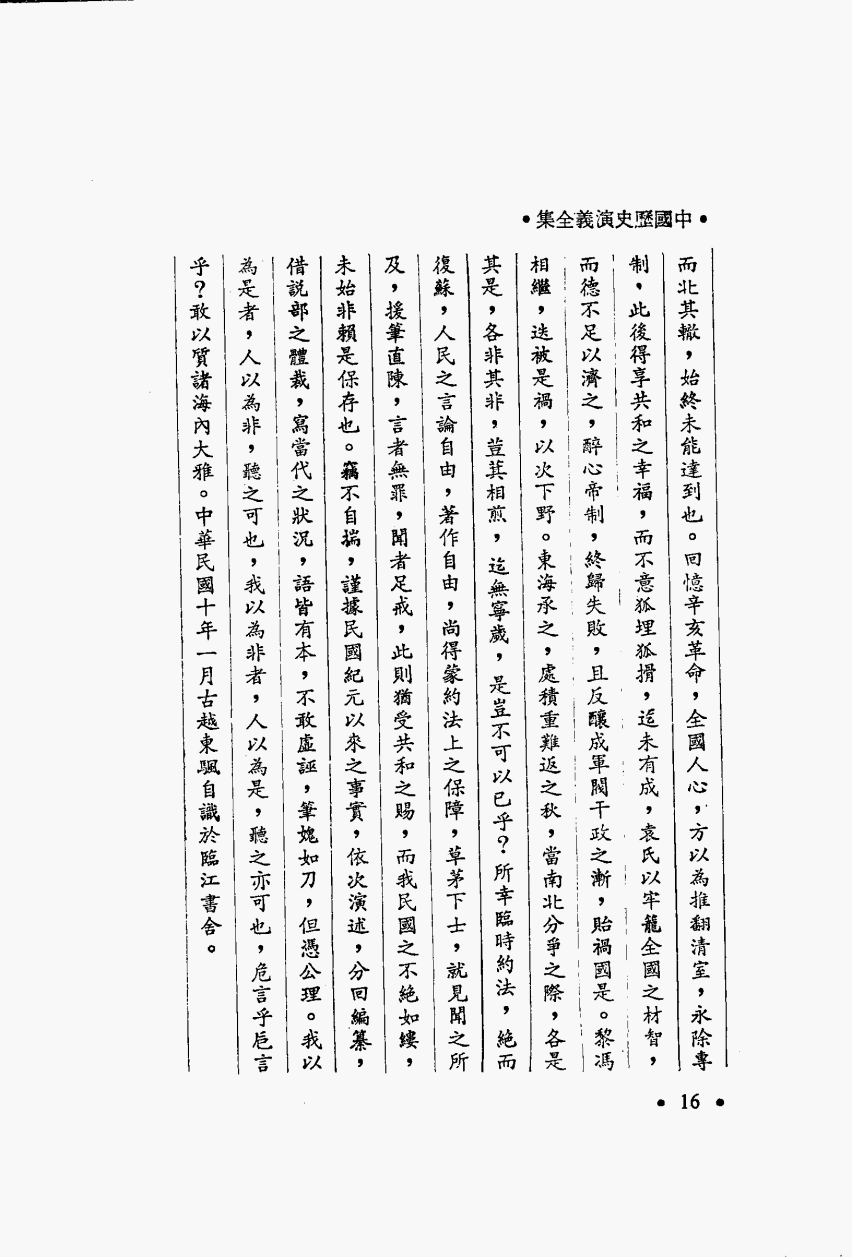 •中國歷史演義全集•
而北其轍，始終未能達到也。回憶辛亥革命，全國人心，方以為推翻清室，永除專
制，此後得享共和之幸福，而不意狐埋狐搰，迄未有成，袁氏以牢籠全國之材智，
而德不足以濟之，醉心帝制，終歸失敗，且反釀成軍閥干政之漸，貽禍國是。黎馮
相繼，迭被是禍，以次下野。東海承之，處積重難返之秋，當南北分爭之際，各是
其是，各非其非，荳萁相煎，迄無寧歲，是豈不可以已乎？所幸臨時約法，絕而
復蘇，人民之言論自由，著作自由，尚得蒙約法上之保障，草茅下士，就見聞之所
及，援筆直陳，言者無罪，聞者足戒，此則猶受共和之賜，而我民國之不絕如縷，
未始非賴是保存也。竊不自揣，謹據民國紀元以來之事實，依次演述，分回編纂，
借說部之體裁，寫當代之狀況，語皆有本，不敢虛誣，筆媿如刀，但憑公理。我以
為是者，人以為非，聽之可也，我以為非者，人以為是，聽之亦可也，危言乎卮言
乎？敢以質諸海內大雅。中華民國十年一月古越東颿自識於臨江書舍。
•16•